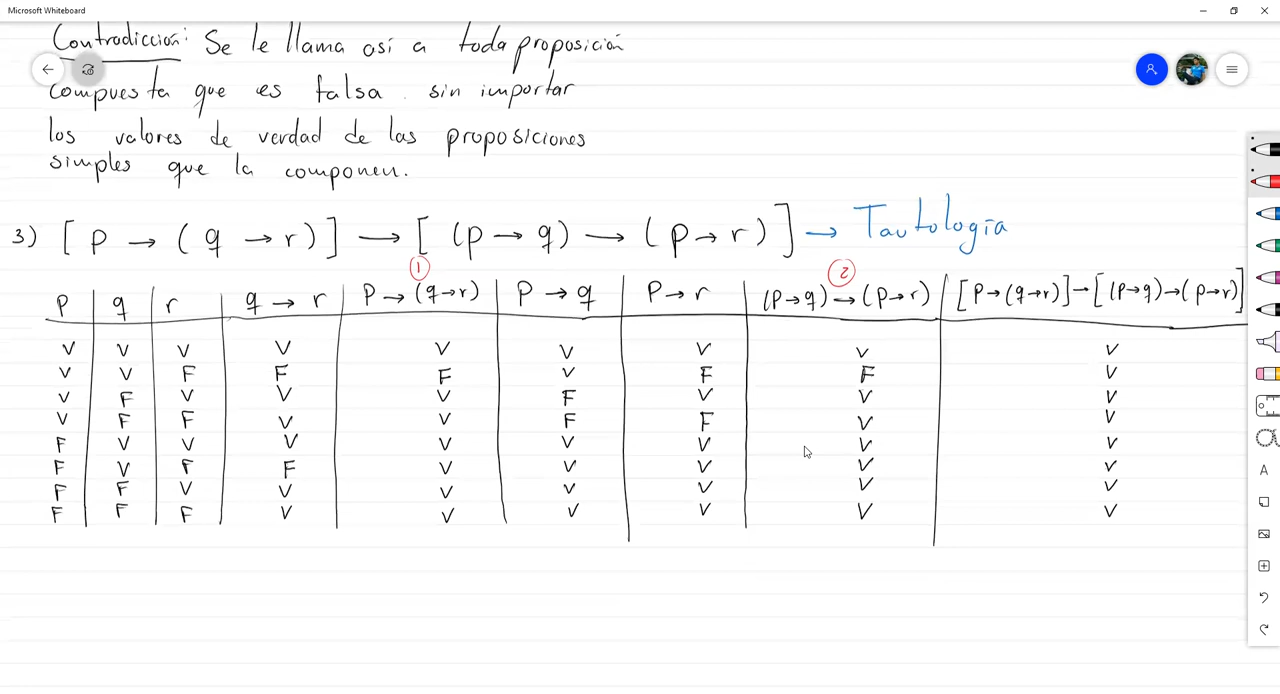 Microsoft Whiteboard
Contradicción: Se le llama así a toda proposición
compuesta que es falsa. sin importar
los valores de verdad de las proposiciones
simples que la componen.
3) [ p → ( q → r ) ] → [ (p → q) → ( p → r ) ] → Tautología
① ②
P q r q → r P → (q→r) P → q P → r (P→q) → (P→r) [P→(q→r)]→[(P→q)→(p→r)]
V V V V V V V V V
V V F F F V F F V
V F V V V F V V V
V F F V V F F V V
F V V V V V V V V
F V F F V V V V V
F F V V V V V V V
F F F V V V V V V
A